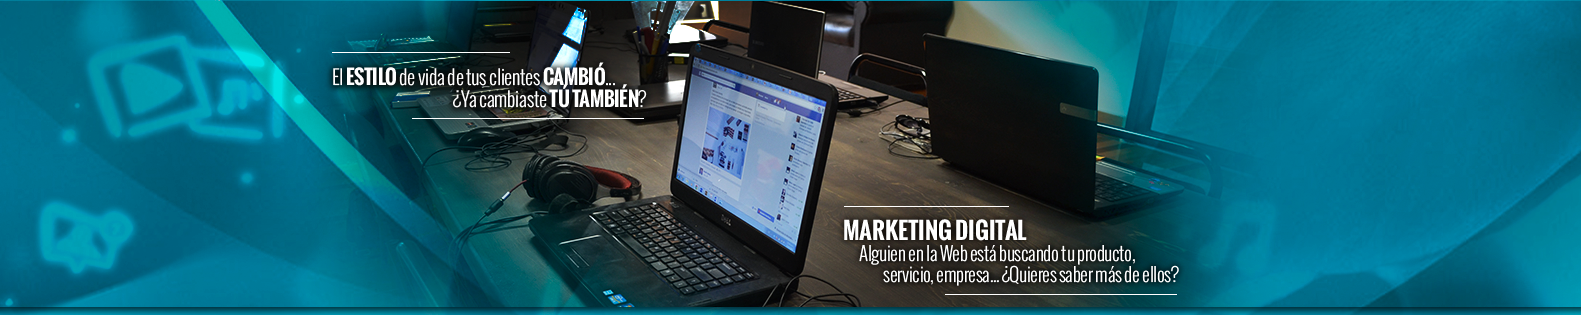 El ESTILO de vida de tus clientes CAMBIÓ...
¿Ya cambiaste TÚ TAMBIÉN?
DELL
MARKETING DIGITAL
Alguien en la Web está buscando tu producto,
servicio, empresa... ¿Quieres saber más de ellos?